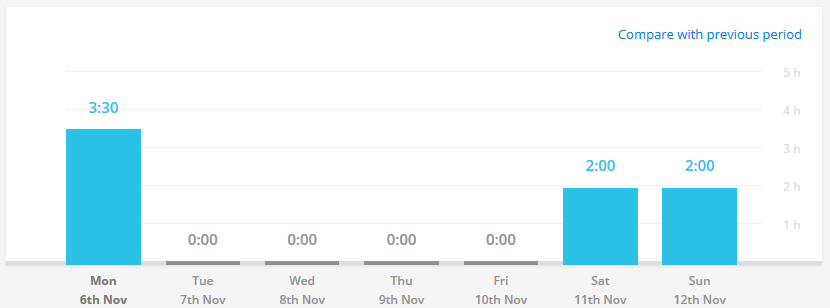 Compare with previous period
5 h
4 h
3:30
3 h
2:00 2:00
2 h
1 h
0:00 0:00 0:00 0:00
Mon Tue Wed Thu Fri Sat Sun
6th Nov 7th Nov 8th Nov 9th Nov 10th Nov 11th Nov 12th Nov